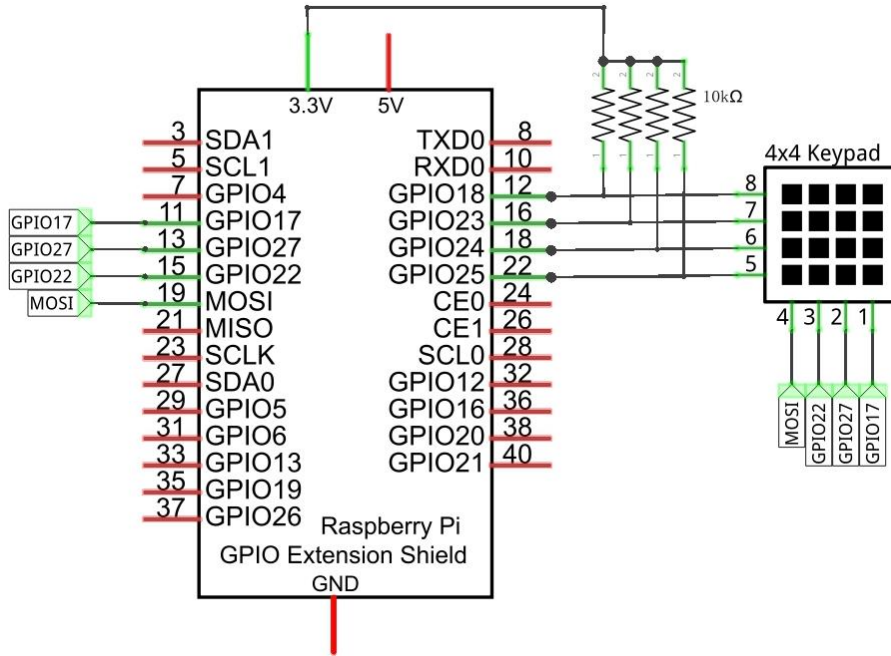 3.3V 5V
10kΩ
2 2 2 2
1 1 1 1
3 SDA1 TXD0 8
5 SCL1 RXD0 10
7 GPIO4 GPIO18 12
GPIO17 11 GPIO17 GPIO23 16
GPIO27 13 GPIO27 GPIO24 18
GPIO22 15 GPIO22 GPIO25 22
MOSI 19 MOSI CE0 24
21 MISO CE1 26
23 SCLK SCL0 28
27 SDA0 GPIO12 32
29 GPIO5 GPIO16 36
31 GPIO6 GPIO20 38
33 GPIO13 GPIO21 40
35 GPIO19
37 GPIO26
Raspberry Pi
GPIO Extension Shield
GND
4x4 Keypad
8
7
6
5
4 3 2 1
MOSI
GPIO22
GPIO27
GPIO17